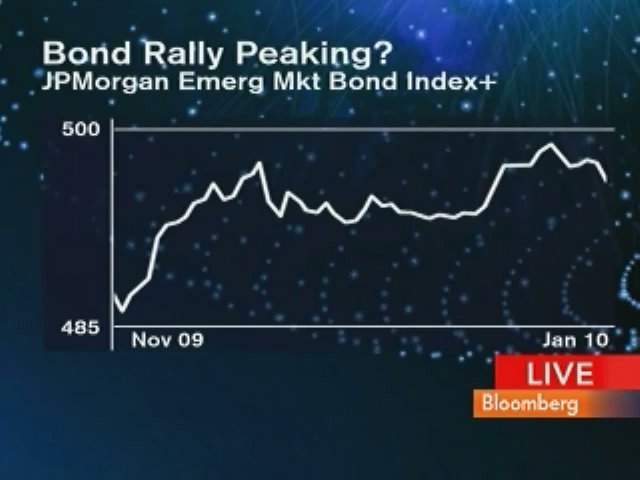 Bond Rally Peaking?
JPMorgan Emerg Mkt Bond Index+
500
485
Nov 09 Jan 10
LIVE
Bloomberg